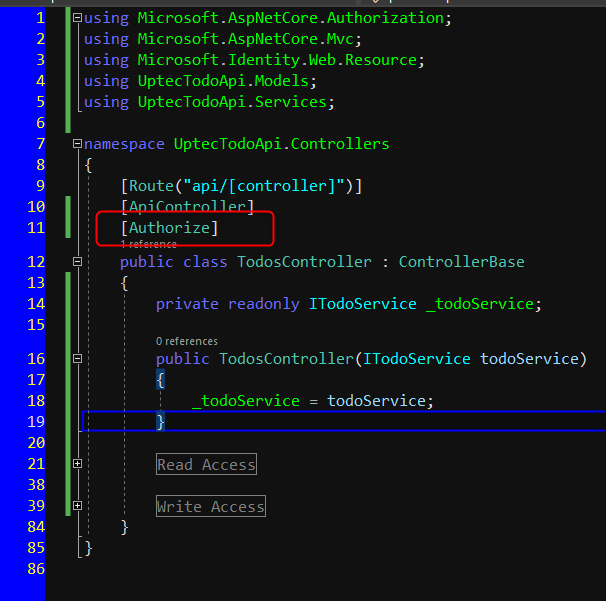 1 using Microsoft.AspNetCore.Authorization;
2 using Microsoft.AspNetCore.Mvc;
3 using Microsoft.Identity.Web.Resource;
4 using UptecTodoApi.Models;
5 using UptecTodoApi.Services;
6
7 namespace UptecTodoApi.Controllers
8 {
9 [Route("api/[controller]")]
10 [ApiController]
11 [Authorize]
1 reference
12 public class TodosController : ControllerBase
13 {
14 private readonly ITodoService _todoService;
15
0 references
16 public TodosController(ITodoService todoService)
17 {
18 _todoService = todoService;
19 }
20
21 Read Access
38
39 Write Access
84 }
85 }
86